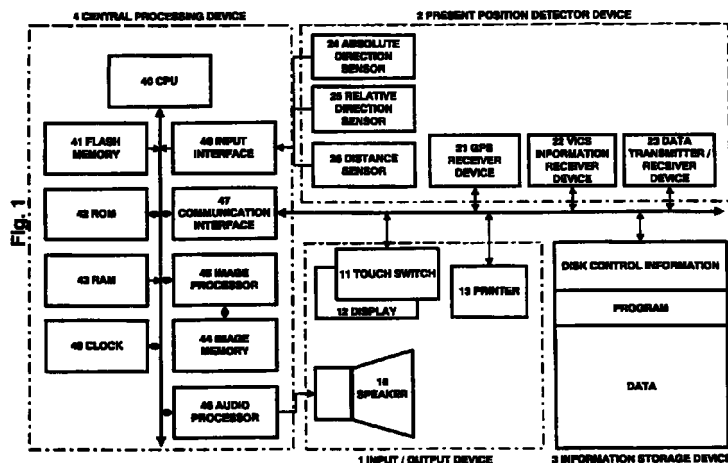 4 CENTRAL PROCESSING DEVICE
40 CPU
41 FLASH
MEMORY
48 INPUT
INTERFACE
42 ROM
47
COMMUNICATION
INTERFACE
43 RAM
45 IMAGE
PROCESSOR
49 CLOCK
44 IMAGE
MEMORY
46 AUDIO
PROCESSOR
Fig. 1
2 PRESENT POSITION DETECTOR DEVICE
24 ABSOLUTE
DIRECTION
SENSOR
25 RELATIVE
DIRECTION
SENSOR
26 DISTANCE
SENSOR
21 GPS
RECEIVER
DEVICE
22 VICS
INFORMATION
RECEIVER
DEVICE
23 DATA
TRANSMITTER /
RECEIVER
DEVICE
11 TOUCH SWITCH
12 DISPLAY
13 PRINTER
16
SPEAKER
1 INPUT / OUTPUT DEVICE
DISK CONTROL INFORMATION
PROGRAM
DATA
3 INFORMATION STORAGE DEVICE